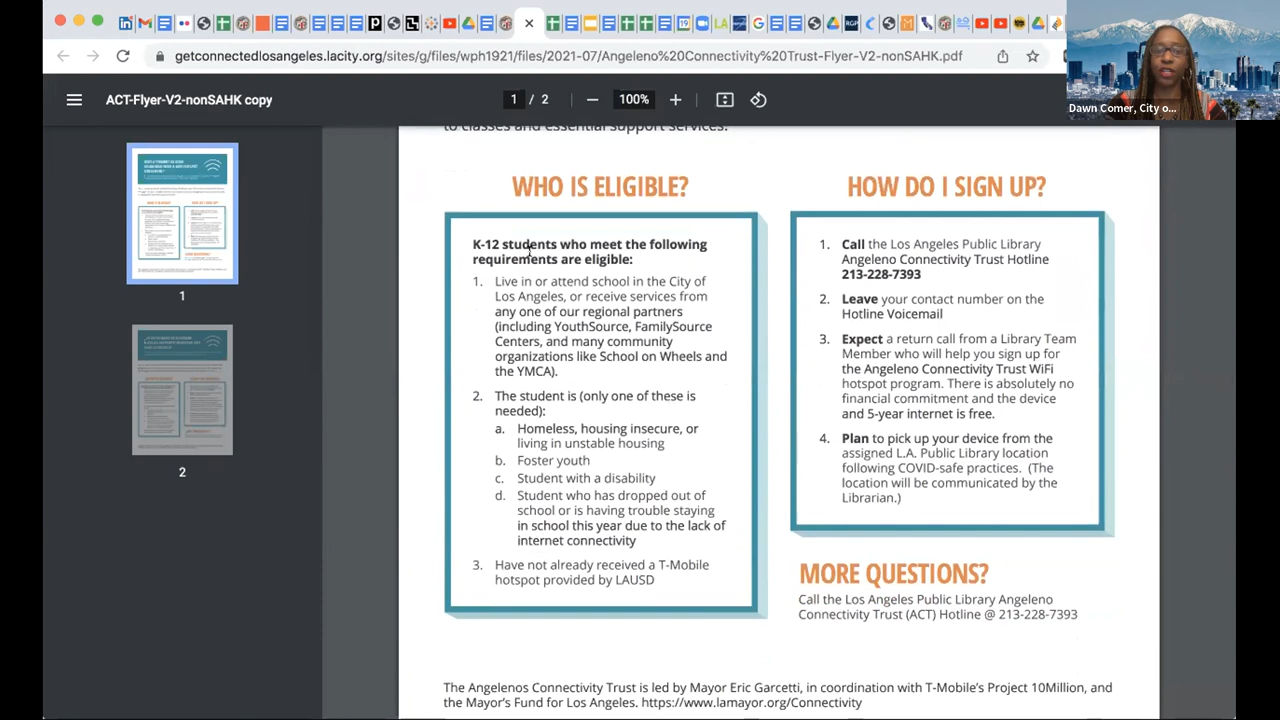 getconnectedlosangeles.lacity.org/sites/g/files/wph1921/files/2021-07/Angeleno%20Connectivity%20Trust-Flyer-V2-nonSAHK.pdf
ACT-Flyer-V2-nonSAHK copy
1 / 2
100%
Dawn Comer, City o...
to classes and essential support services.
WHO IS ELIGIBLE?
K-12 students who meet the following
requirements are eligible:
1. Live in or attend school in the City of
Los Angeles, or receive services from
any one of our regional partners
(including YouthSource, FamilySource
Centers, and many community
organizations like School on Wheels and
the YMCA).
2. The student is (only one of these is
needed):
a. Homeless, housing insecure, or
living in unstable housing
b. Foster youth
c. Student with a disability
d. Student who has dropped out of
school or is having trouble staying
in school this year due to the lack of
internet connectivity
3. Have not already received a T-Mobile
hotspot provided by LAUSD
HOW DO I SIGN UP?
1. Call the Los Angeles Public Library
Angeleno Connectivity Trust Hotline
213-228-7393
2. Leave your contact number on the
Hotline Voicemail
3. Expect a return call from a Library Team
Member who will help you sign up for
the Angeleno Connectivity Trust WiFi
hotspot program. There is absolutely no
financial commitment and the device
and 5-year internet is free.
4. Plan to pick up your device from the
assigned L.A. Public Library location
following COVID-safe practices. (The
location will be communicated by the
Librarian.)
MORE QUESTIONS?
Call the Los Angeles Public Library Angeleno
Connectivity Trust (ACT) Hotline @ 213-228-7393
The Angelenos Connectivity Trust is led by Mayor Eric Garcetti, in coordination with T-Mobile's Project 10Million, and
the Mayor's Fund for Los Angeles. https://www.lamayor.org/Connectivity
1
2